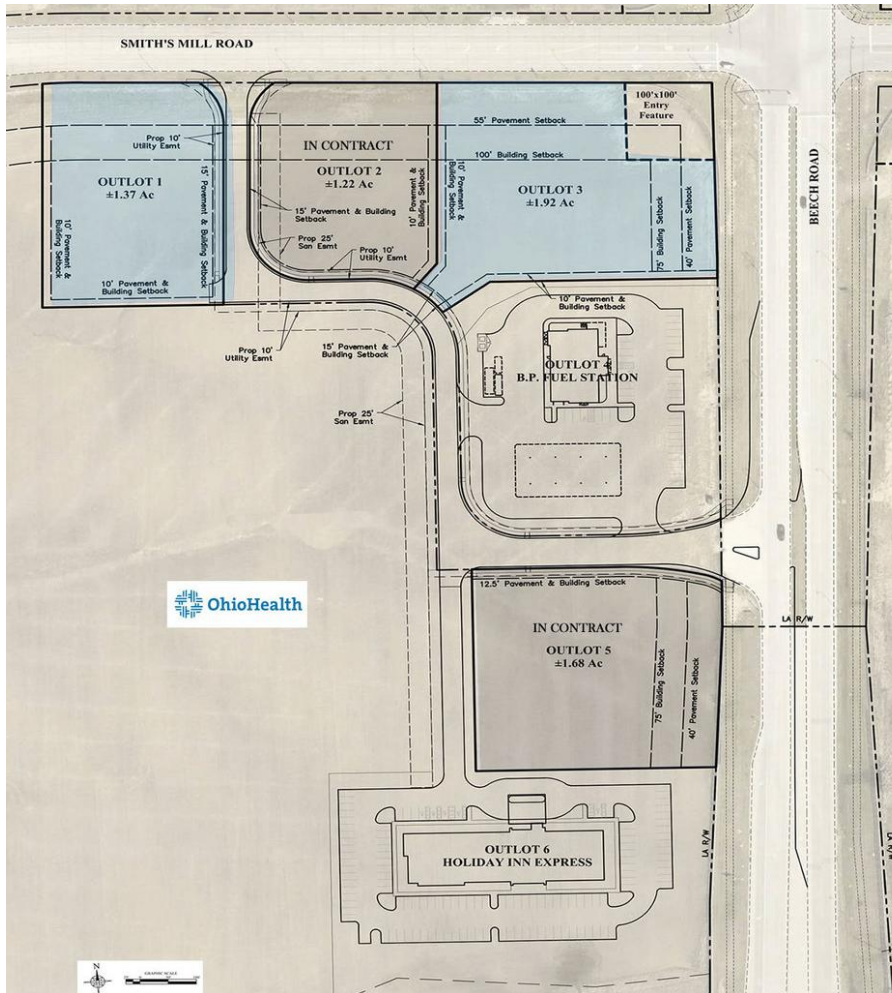 SMITH'S MILL ROAD
100'x100'
Entry
Feature
55' Pavement Setback
Prop 10'
Utility Esmt
IN CONTRACT
OUTLOT 2
±1.22 Ac
100' Building Setback
OUTLOT 1
±1.37 Ac
OUTLOT 3
±1.92 Ac
BEECH ROAD
15' Pavement & Building Setback
10' Pavement &
Building Setback
10' Pavement &
Building Setback
10' Pavement &
Building Setback
15' Pavement & Building
Setback
Prop 25'
San Esmt
Prop 10'
Utility Esmt
75' Building Setback
40' Pavement Setback
10' Pavement &
Building Setback
10' Pavement &
Building Setback
Prop 10'
Utility Esmt
15' Pavement &
Building Setback
OUTLOT
B.P. FUEL STATION
Prop 25'
San Esmt
12.5' Pavement & Building Setback
OhioHealth
IN CONTRACT
OUTLOT 5
±1.68 Ac
75' Building Setback
40' Pavement Setback
LA R/W
LA R/W
OUTLOT 6
HOLIDAY INN EXPRESS
N
GRAPHIC SCALE